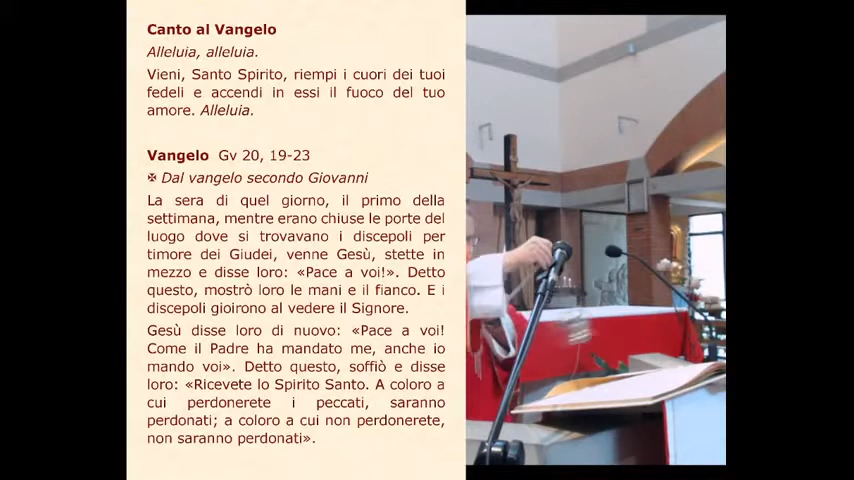 Canto al Vangelo
Alleluia, alleluia.
Vieni, Santo Spirito, riempi i cuori dei tuoi
fedeli e accendi in essi il fuoco del tuo
amore. Alleluia.
Vangelo Gv 20, 19-23
✠ Dal vangelo secondo Giovanni
La sera di quel giorno, il primo della
settimana, mentre erano chiuse le porte del
luogo dove si trovavano i discepoli per
timore dei Giudei, venne Gesù, stette in
mezzo e disse loro: «Pace a voi!». Detto
questo, mostrò loro le mani e il fianco. E i
discepoli gioirono al vedere il Signore.
Gesù disse loro di nuovo: «Pace a voi!
Come il Padre ha mandato me, anche io
mando voi». Detto questo, soffiò e disse
loro: «Ricevete lo Spirito Santo. A coloro a
cui perdonerete i peccati, saranno
perdonati; a coloro a cui non perdonerete,
non saranno perdonati».